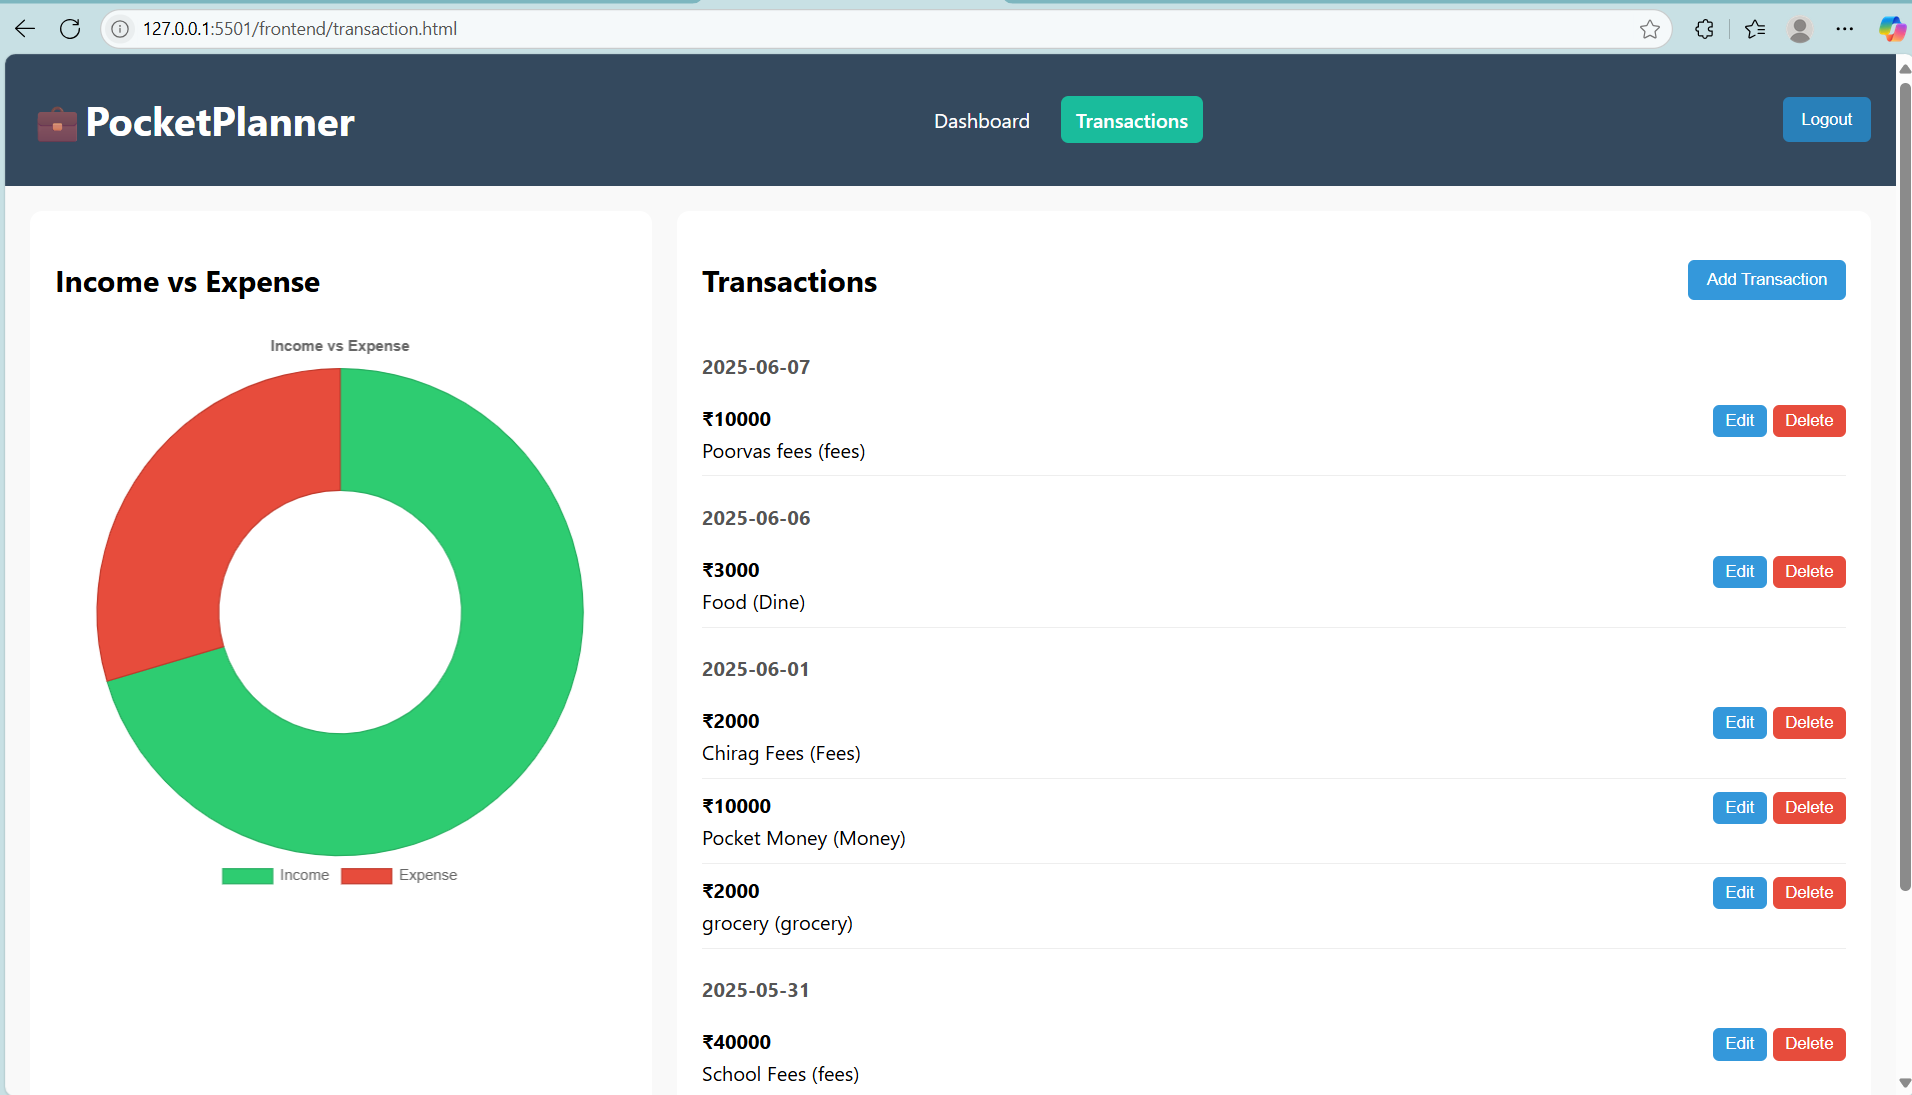 127.0.0.1:5501/frontend/transaction.html
PocketPlanner
Dashboard
Transactions
Logout
Income vs Expense
Income vs Expense
Income
Expense
Transactions
Add Transaction
2025-06-07
₹10000
Edit
Delete
Poorvas fees (fees)
2025-06-06
₹3000
Edit
Delete
Food (Dine)
2025-06-01
₹2000
Edit
Delete
Chirag Fees (Fees)
₹10000
Edit
Delete
Pocket Money (Money)
₹2000
Edit
Delete
grocery (grocery)
2025-05-31
₹40000
Edit
Delete
School Fees (fees)